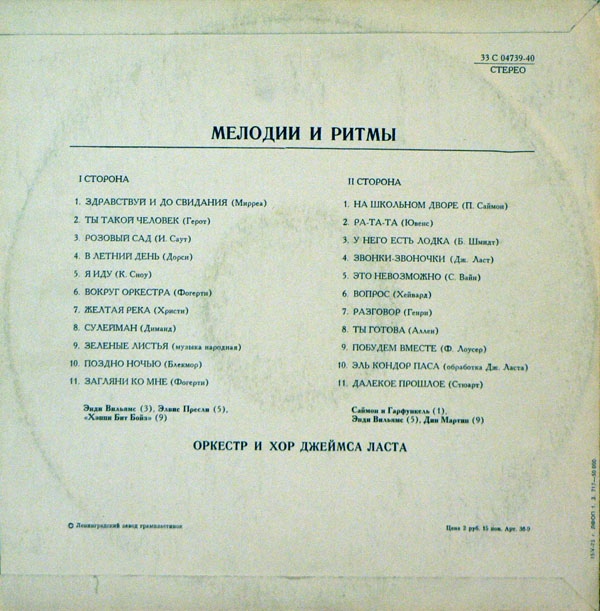 33 С 04739-40
СТЕРЕО
МЕЛОДИИ И РИТМЫ
I СТОРОНА
1. ЗДРАВСТВУЙ И ДО СВИДАНИЯ (Миррea)
2. ТЫ ТАКОЙ ЧЕЛОВЕК (Герот)
3. РОЗОВЫЙ САД (И. Саут)
4. В ЛЕТНИЙ ДЕНЬ (Дорси)
5. Я ИДУ (К. Сноу)
6. ВОКРУГ ОРКЕСТРА (Фогерти)
7. ЖЕЛТАЯ РЕКА (Христи)
8. СУЛЕЙМАН (Диманд)
9. ЗЕЛЕНЫЕ ЛИСТЬЯ (музыка народная)
10. ПОЗДНО НОЧЬЮ (Блекмор)
11. ЗАГЛЯНИ КО МНЕ (Фогерти)
Энди Вильямс (3), Элвис Пресли (5),
«Хэппи Бит Бойз» (9)
II СТОРОНА
1. НА ШКОЛЬНОМ ДВОРЕ (П. Саймон)
2. РА-ТА-ТА (Ювенс)
3. У НЕГО ЕСТЬ ЛОДКА (Б. Шмидт)
4. ЗВОНКИ-ЗВОНОЧКИ (Дж. Ласт)
5. ЭТО НЕВОЗМОЖНО (С. Вайн)
6. ВОПРОС (Хейвард)
7. РАЗГОВОР (Генри)
8. ТЫ ГОТОВА (Аллен)
9. ПОБУДЕМ ВМЕСТЕ (Ф. Лоусер)
10. ЭЛЬ КОНДОР ПАСА (обработка Дж. Ласта)
11. ДАЛЕКОЕ ПРОШЛОЕ (Стюарт)
Саймон и Гарфункель (1),
Энди Вильямс (5), Дин Мартин (9)
ОРКЕСТР И ХОР ДЖЕЙМСА ЛАСТА
© Ленинградский завод грампластинок
Цена 2 руб. 15 коп. Арт. 36-9